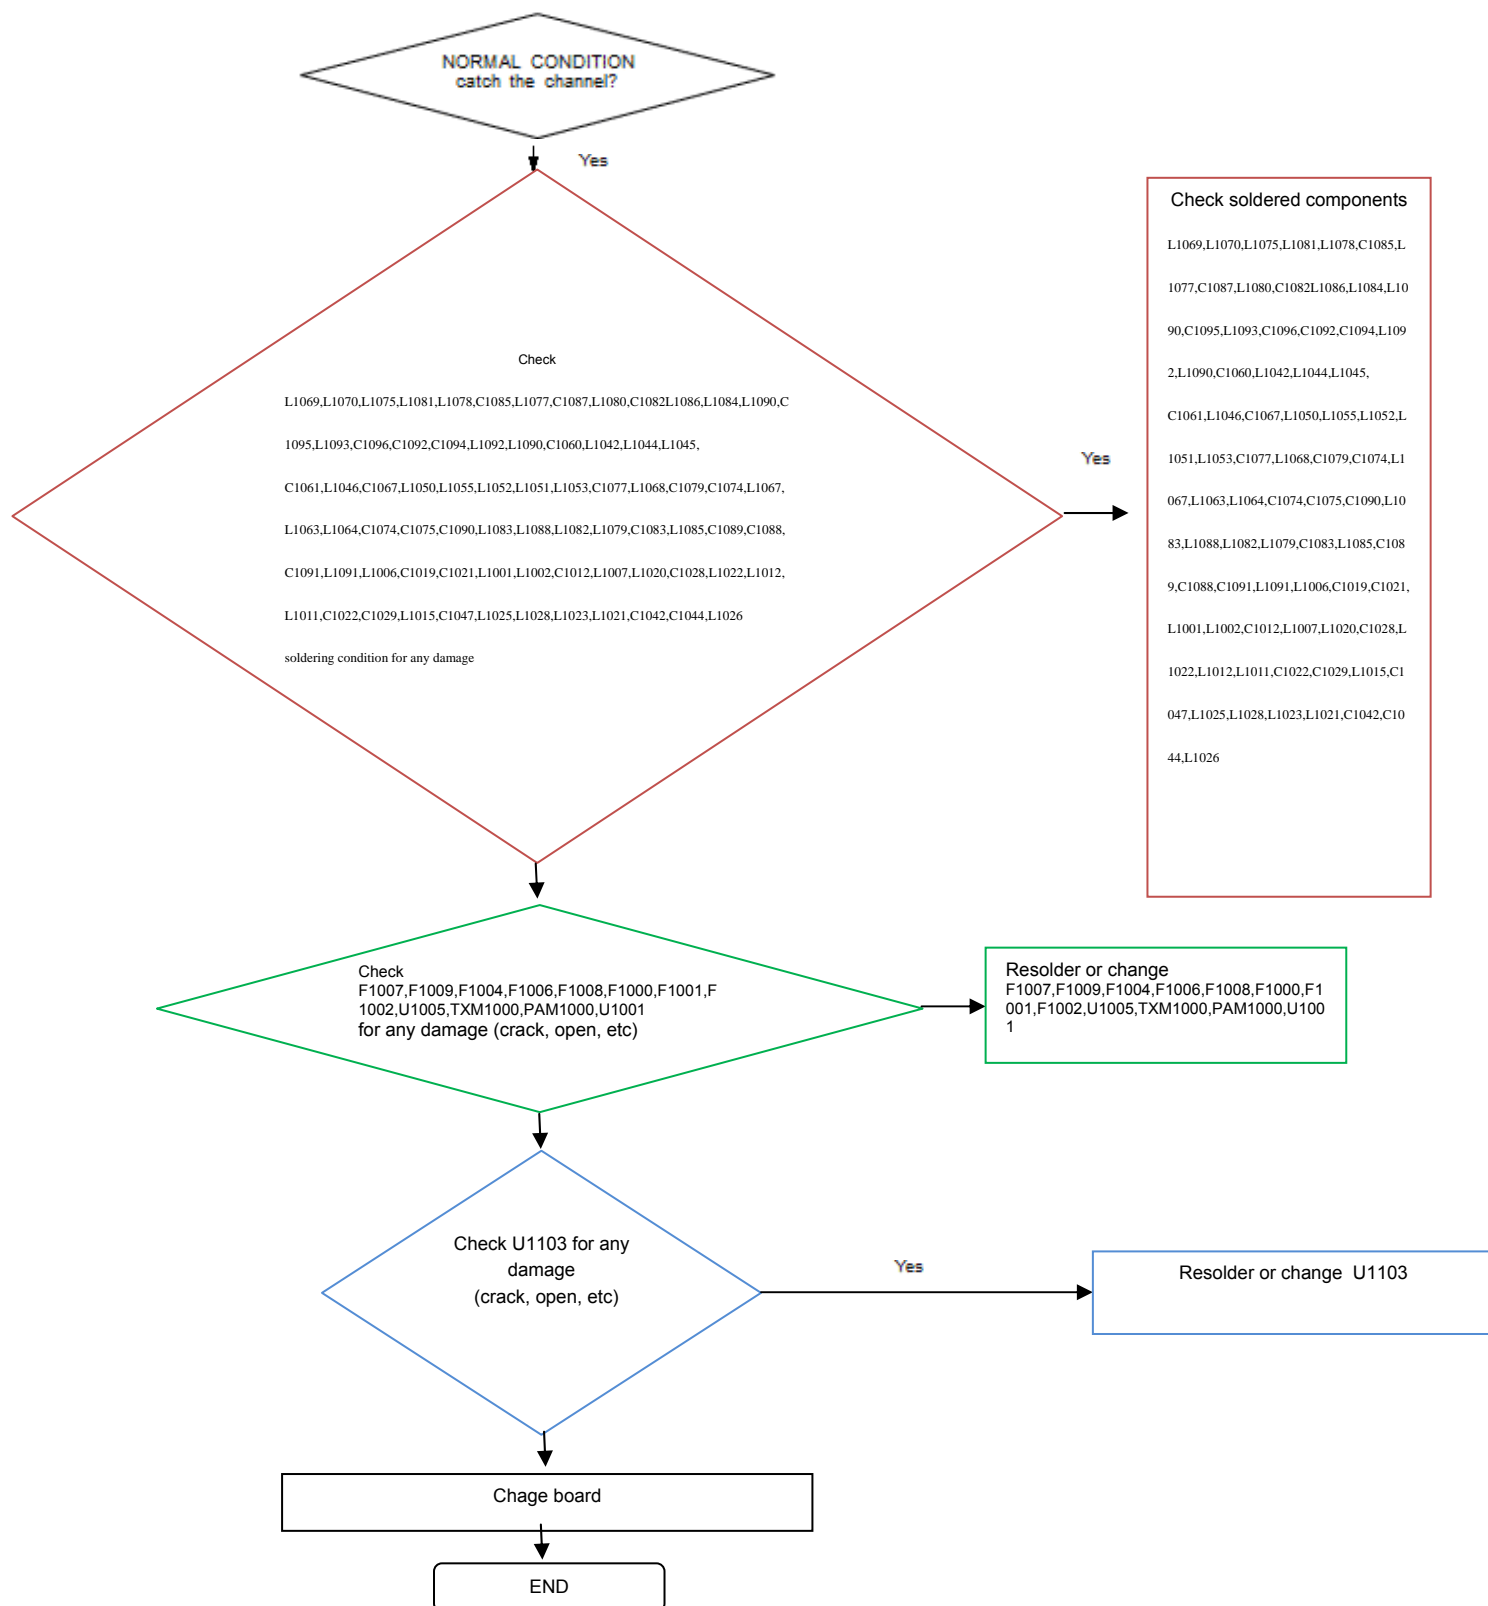 NORMAL CONDITION
catch the channel?
Yes
Check
L1069,L1070,L1075,L1081,L1078,C1085,L1077,C1087,L1080,C1082L1086,L1084,L1090,C
1095,L1093,C1096,C1092,C1094,L1092,L1090,C1060,L1042,L1044,L1045,
C1061,L1046,C1067,L1050,L1055,L1052,L1051,L1053,C1077,L1068,C1079,C1074,L1067,
L1063,L1064,C1074,C1075,C1090,L1083,L1088,L1082,L1079,C1083,L1085,C1089,C1088,
C1091,L1091,L1006,C1019,C1021,L1001,L1002,C1012,L1007,L1020,C1028,L1022,L1012,
L1011,C1022,C1029,L1015,C1047,L1025,L1028,L1023,L1021,C1042,C1044,L1026
soldering condition for any damage
Yes
Check soldered components
L1069,L1070,L1075,L1081,L1078,C1085,L
1077,C1087,L1080,C1082L1086,L1084,L10
90,C1095,L1093,C1096,C1092,C1094,L109
2,L1090,C1060,L1042,L1044,L1045,
C1061,L1046,C1067,L1050,L1055,L1052,L
1051,L1053,C1077,L1068,C1079,C1074,L1
067,L1063,L1064,C1074,C1075,C1090,L10
83,L1088,L1082,L1079,C1083,L1085,C108
9,C1088,C1091,L1091,L1006,C1019,C1021,
L1001,L1002,C1012,L1007,L1020,C1028,L
1022,L1012,L1011,C1022,C1029,L1015,C1
047,L1025,L1028,L1023,L1021,C1042,C10
44,L1026
Check
F1007,F1009,F1004,F1006,F1008,F1000,F1001,F
1002,U1005,TXM1000,PAM1000,U1001
for any damage (crack, open, etc)
Resolder or change
F1007,F1009,F1004,F1006,F1008,F1000,F1
001,F1002,U1005,TXM1000,PAM1000,U100
1
Check U1103 for any
damage
(crack, open, etc)
Yes
Resolder or change U1103
Chage board
END